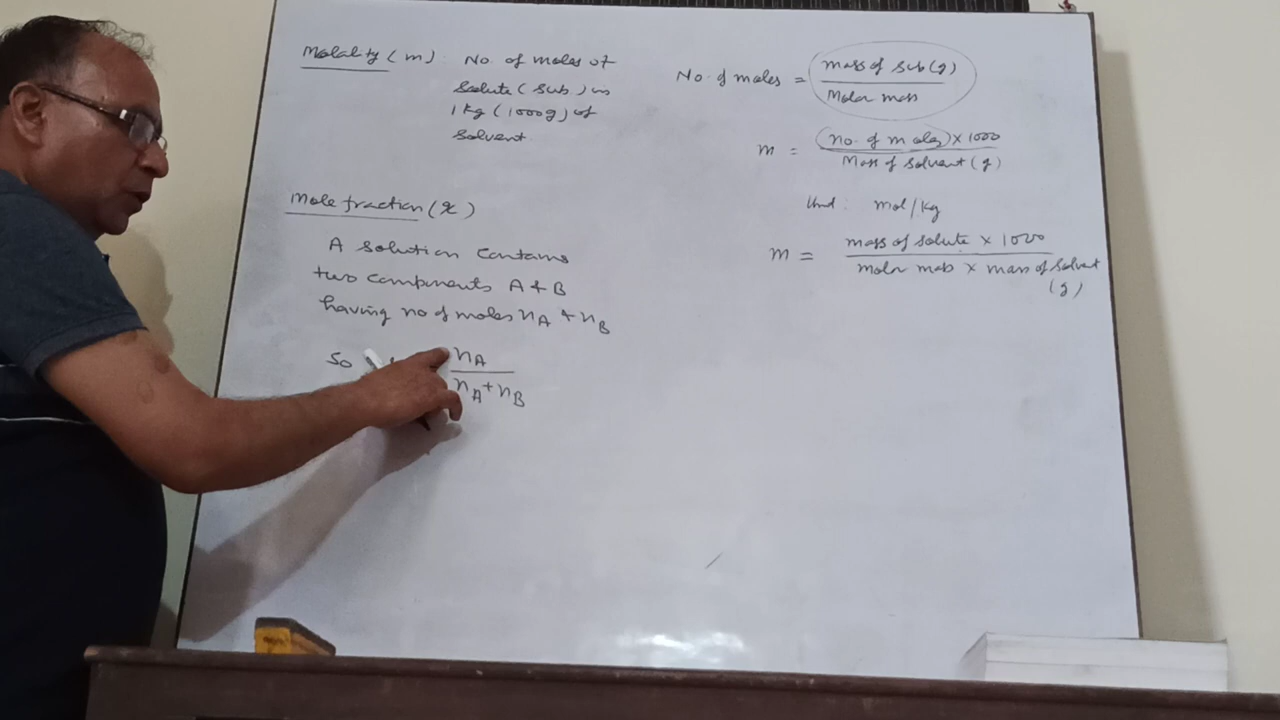 Molality (m): No. of moles of
solute (sub.) in
1 kg (1000g) of
solvent.
Mole fraction (x)
A solution contains
two components A & B
having no of moles nA & nB
So
nA
nA + nB
No. of moles = mass of sub (g)
Molar mass
m = (no. of moles) × 1000
Mass of solvent (g)
Unit: mol/kg
m = mass of solute × 1000
molar mass × mass of solvent
(g)